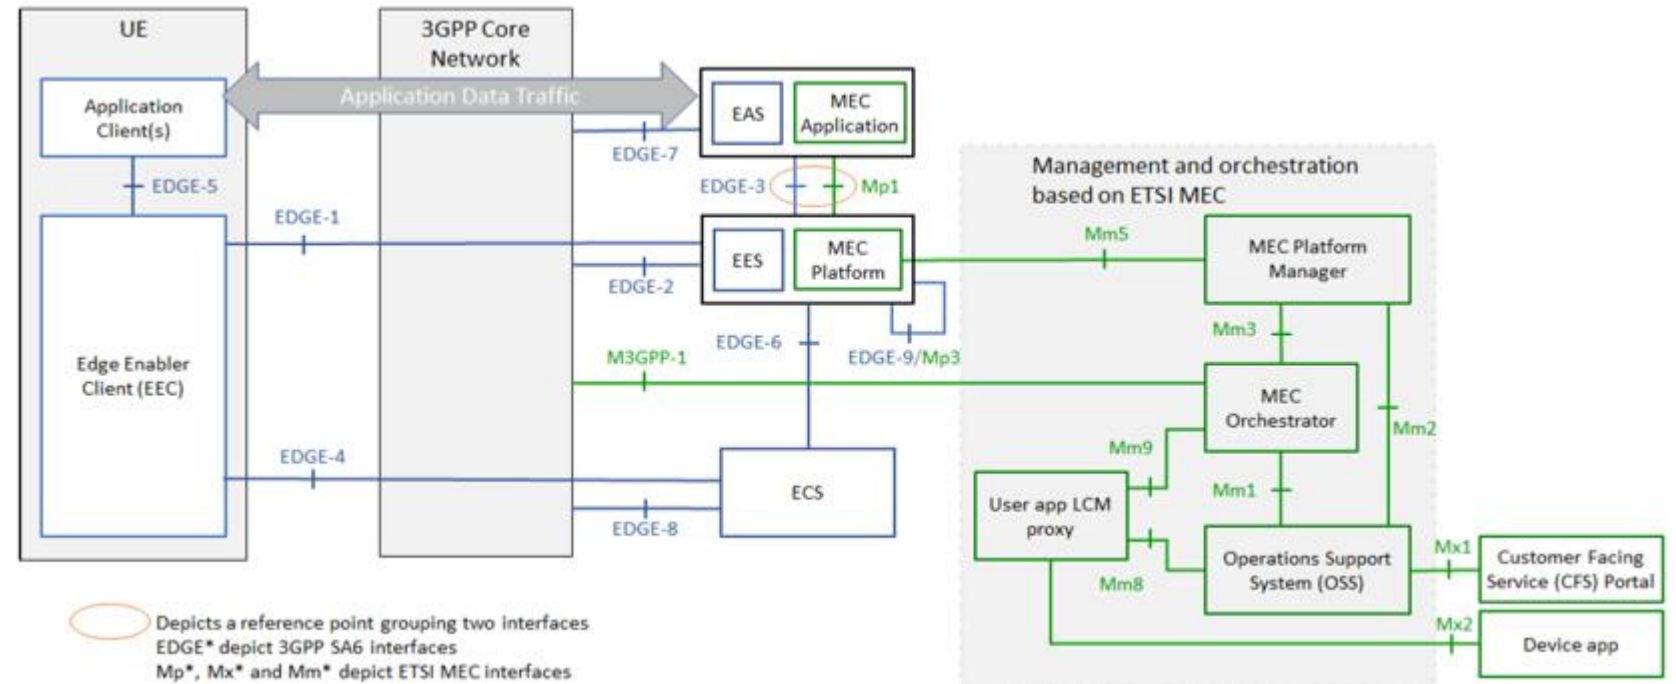 UE
3GPP Core
Network
Application Data Traffic
Application
Client(s)
EAS
MEC
Application
EDGE-7
EDGE-5
EDGE-3
Mp1
Management and orchestration
based on ETSI MEC
EDGE-1
EES
MEC
Platform
Mm5
MEC Platform
Manager
EDGE-2
EDGE-6
EDGE-9/Mp3
Mm3
M3GPP-1
Edge Enabler
Client (EEC)
MEC
Orchestrator
Mm2
Mm9
EDGE-4
ECS
Mm1
User app LCM
proxy
EDGE-8
Mm8
Operations Support
System (OSS)
Mx1
Customer Facing
Service (CFS) Portal
Mx2
Device app
Depicts a reference point grouping two interfaces
EDGE* depict 3GPP SA6 interfaces
Mp*, Mx* and Mm* depict ETSI MEC interfaces